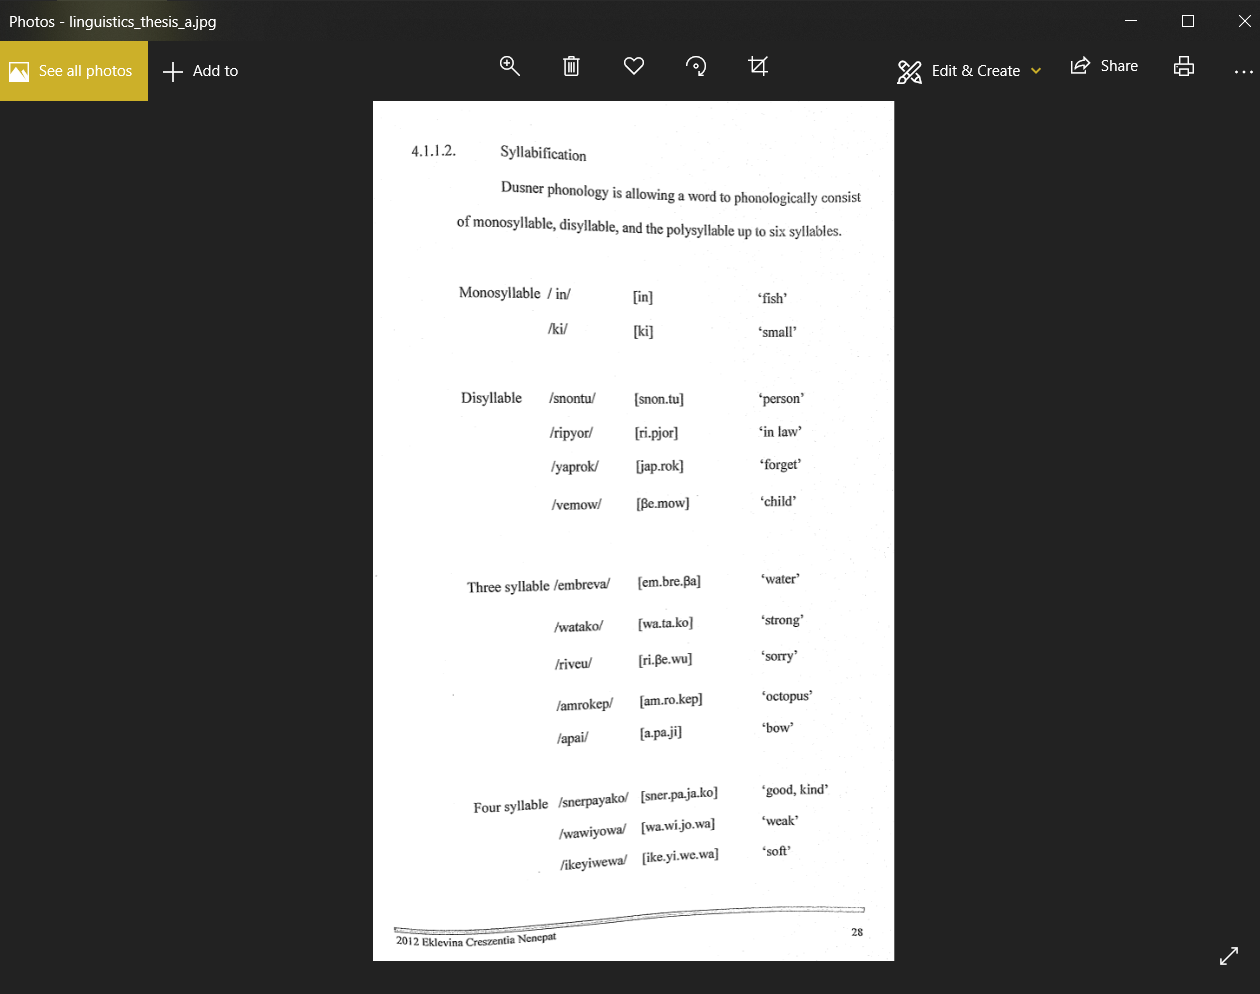 Photos - linguistics_thesis_a.jpg
See all photos
Add to
Edit & Create
Share
4.1.1.2. Syllabification
Dusner phonology is allowing a word to phonologically consist
of monosyllable, disyllable, and the polysyllable up to six syllables.
Monosyllable / in/ [in] ‘fish’
/ki/ [ki] ‘small’
Disyllable /snontu/ [snon.tu] ‘person’
/ripyor/ [ri.pjor] ‘in law’
/yaprok/ [jap.rok] ‘forget’
/vemow/ [βe.mow] ‘child’
Three syllable /embreva/ [em.bre.βa] ‘water’
/watako/ [wa.ta.ko] ‘strong’
/riveu/ [ri.βe.wu] ‘sorry’
/amrokep/ [am.ro.kep] ‘octopus’
/apai/ [a.pa.ji] ‘bow’
Four syllable /snerpayako/ [sner.pa.ja.ko] ‘good, kind’
/wawiyowa/ [wa.wi.jo.wa] ‘weak’
/ikeyiwewa/ [ike.yi.we.wa] ‘soft’
2012 Eklevina Creszentia Nenepat 28